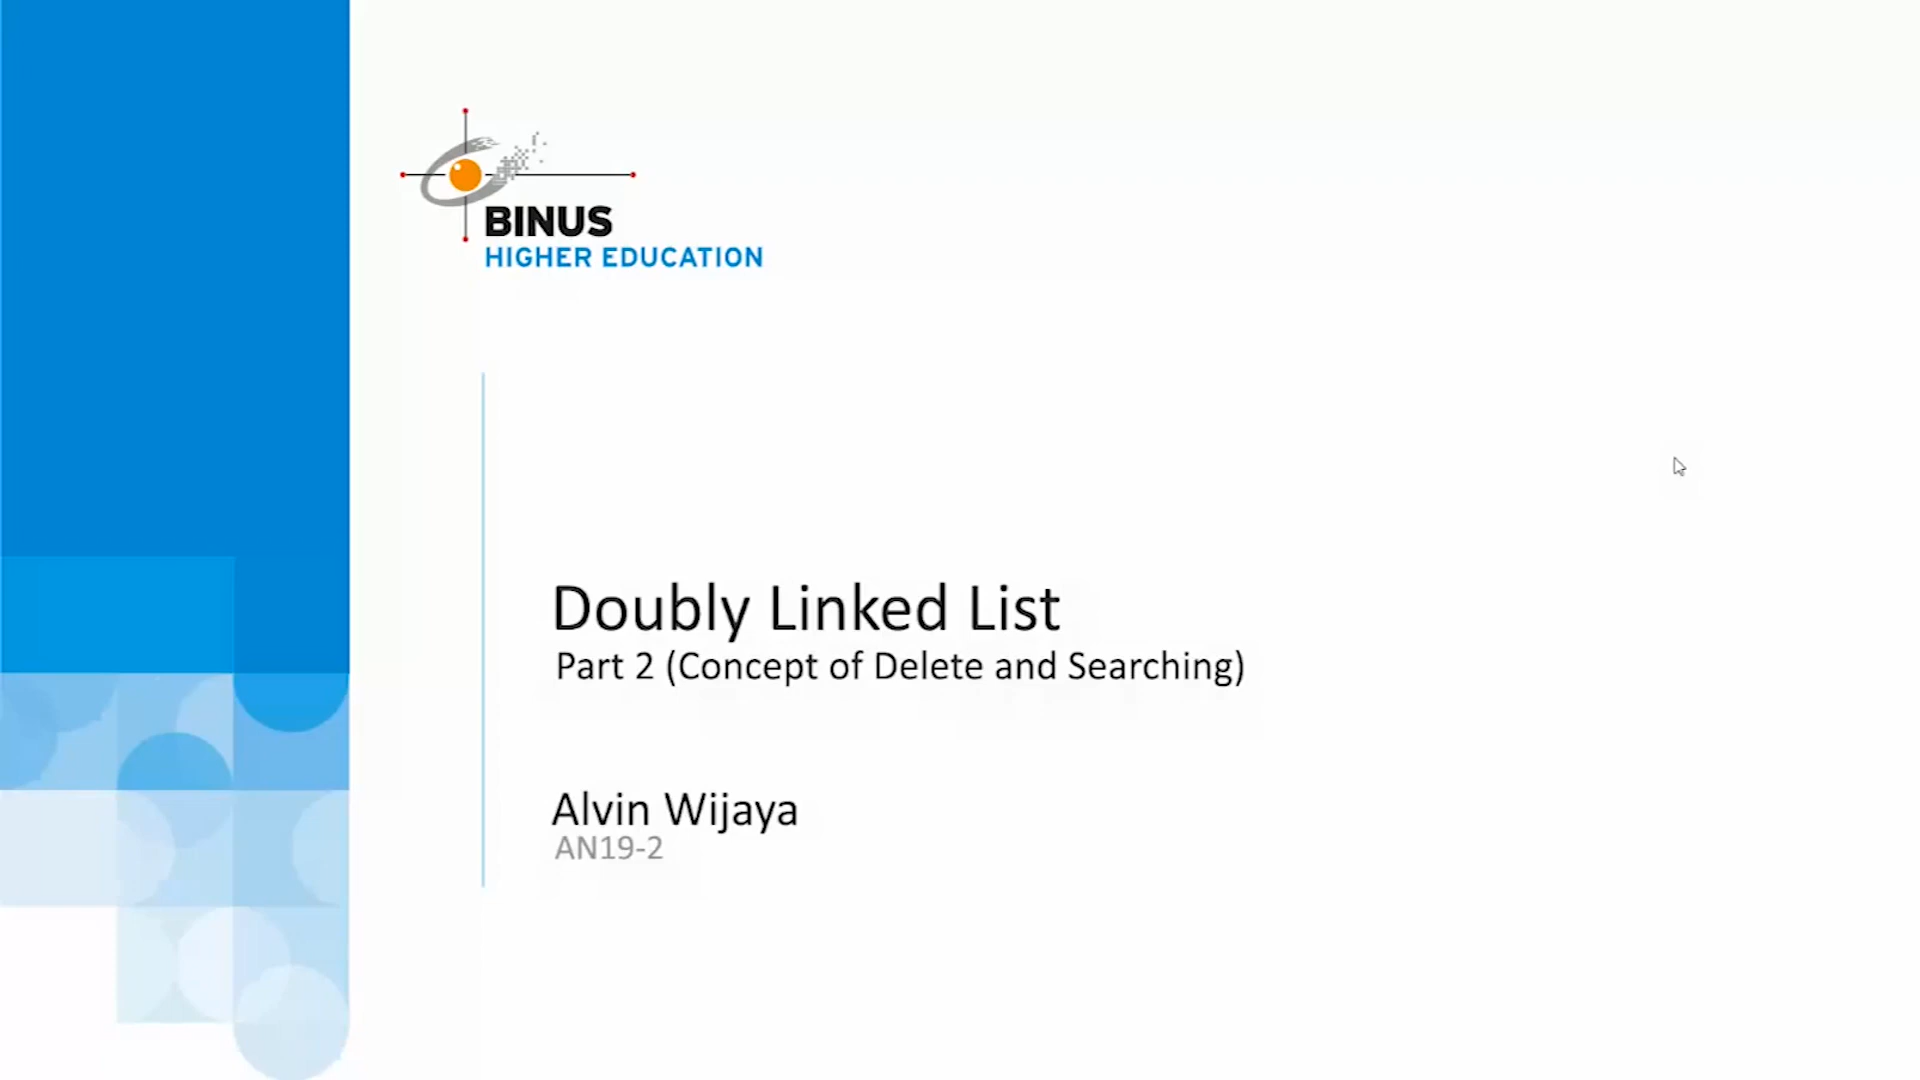 BINUS
HIGHER EDUCATION
Doubly Linked List
Part 2 (Concept of Delete and Searching)
Alvin Wijaya
AN19-2